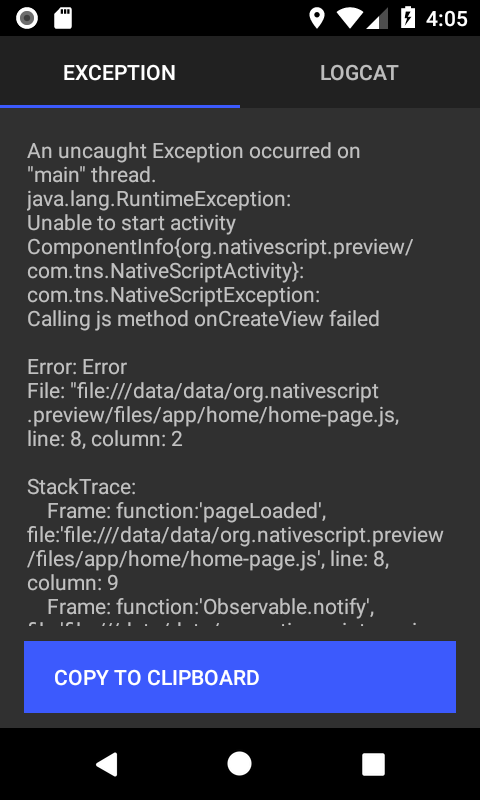 4:05
EXCEPTION
LOGCAT
An uncaught Exception occurred on
"main" thread.
java.lang.RuntimeException:
Unable to start activity
ComponentInfo{org.nativescript.preview/
com.tns.NativeScriptActivity}:
com.tns.NativeScriptException:
Calling js method onCreateView failed
Error: Error
File: "file:///data/data/org.nativescript
.preview/files/app/home/home-page.js,
line: 8, column: 2
StackTrace:
Frame: function:'pageLoaded',
file:'file:///data/data/org.nativescript.preview
/files/app/home/home-page.js', line: 8,
column: 9
Frame: function:'Observable.notify',
COPY TO CLIPBOARD